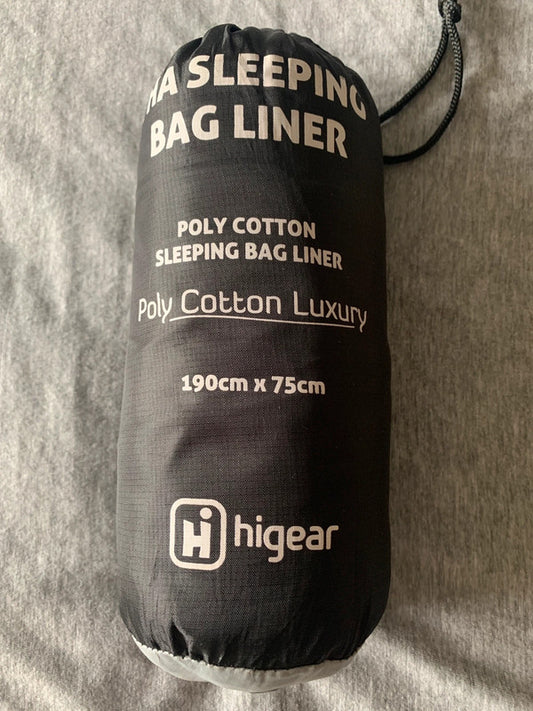 SLEEPING
BAG LINER
POLY COTTON
SLEEPING BAG LINER
Poly Cotton Luxury
190cm x 75cm
higear